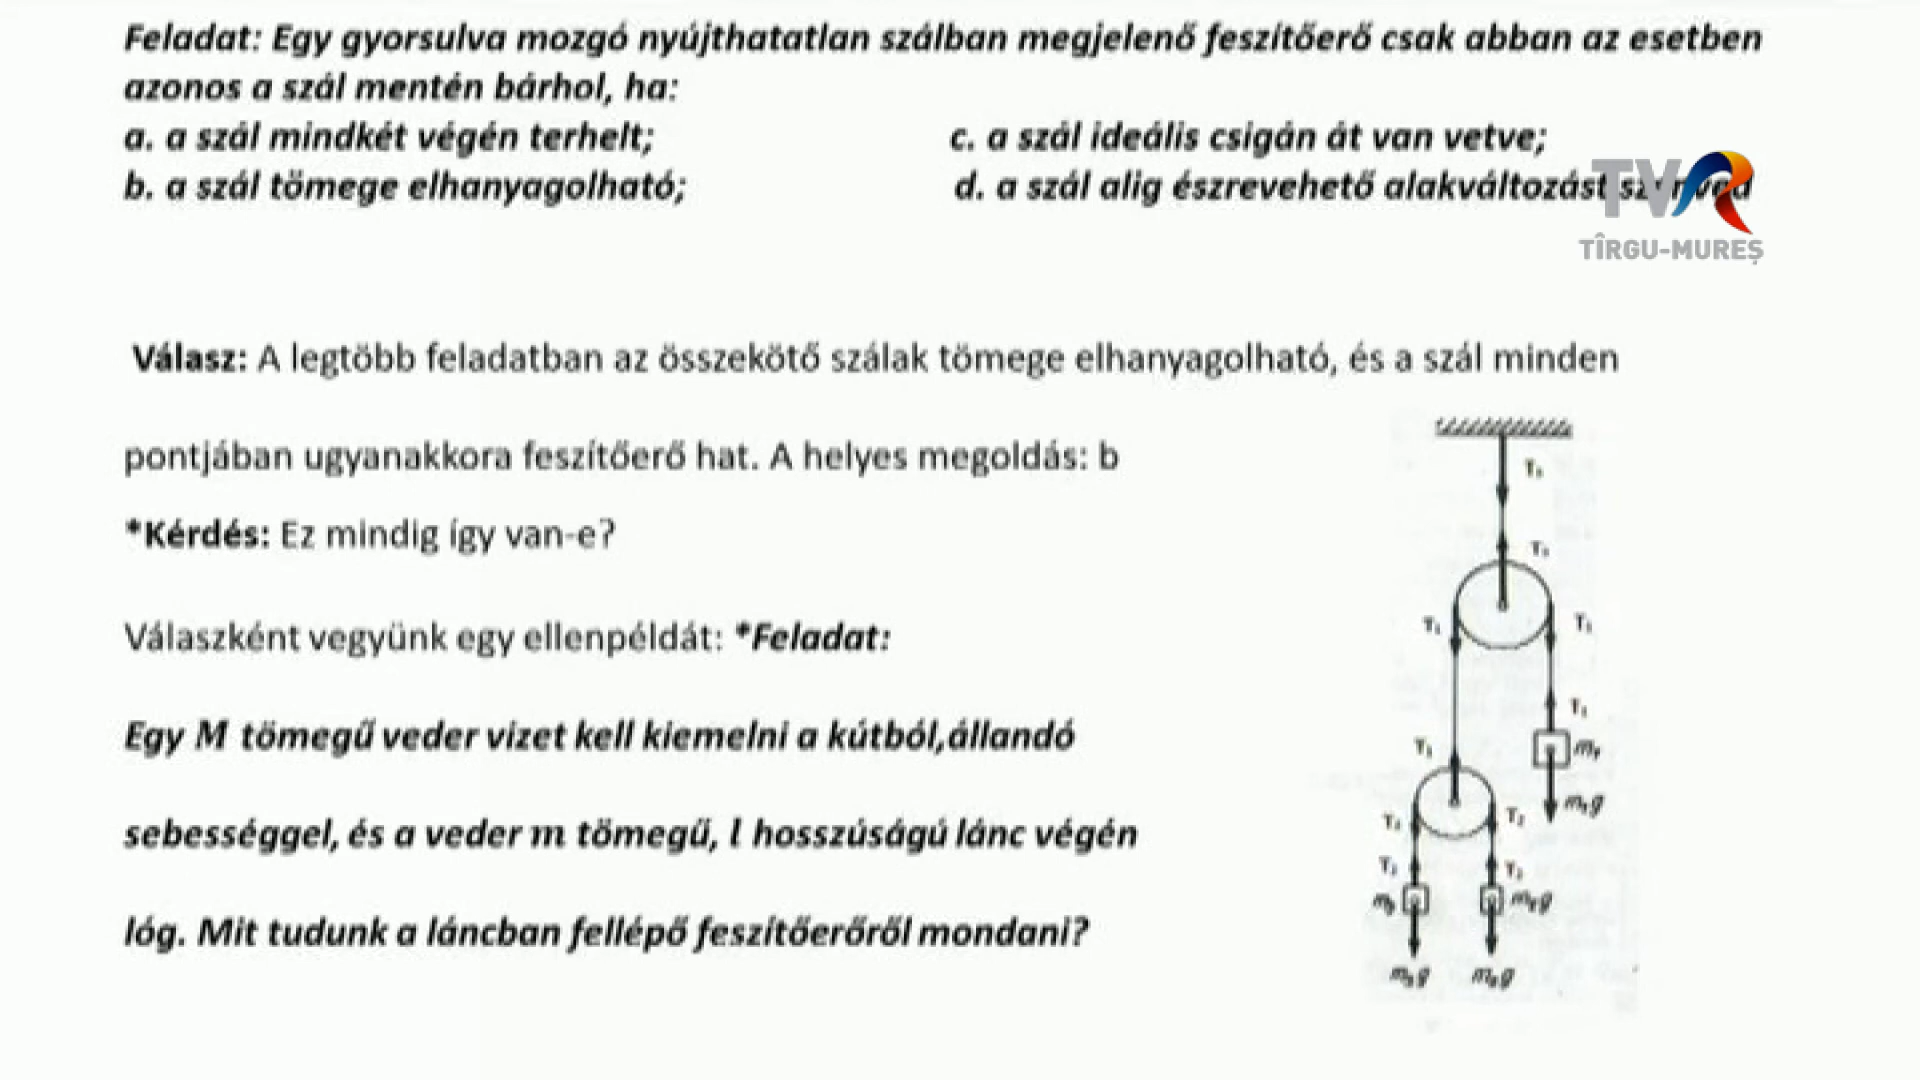 Feladat: Egy gyorsulva mozgó nyújthatatlan szálban megjelenő feszítőerő csak abban az esetben
azonos a szál mentén bárhol, ha:
a. a szál mindkét végén terhelt;
c. a szál ideális csigán át van vetve;
b. a szál tömege elhanyagolható;
d. a szál alig észrevehető alakváltozást
TVR
TÎRGU-MUREȘ
Válasz: A legtöbb feladatban az összekötő szálak tömege elhanyagolható, és a szál minden
pontjában ugyanakkora feszítőerő hat. A helyes megoldás: b
*Kérdés: Ez mindig így van-e?
Válaszként vegyünk egy ellenpéldát: *Feladat:
Egy M tömegű veder vizet kell kiemelni a kútból,állandó
sebességgel, és a veder m tömegű, l hosszúságú lánc végén
lóg. Mit tudunk a láncban fellépő feszítőerőről mondani?